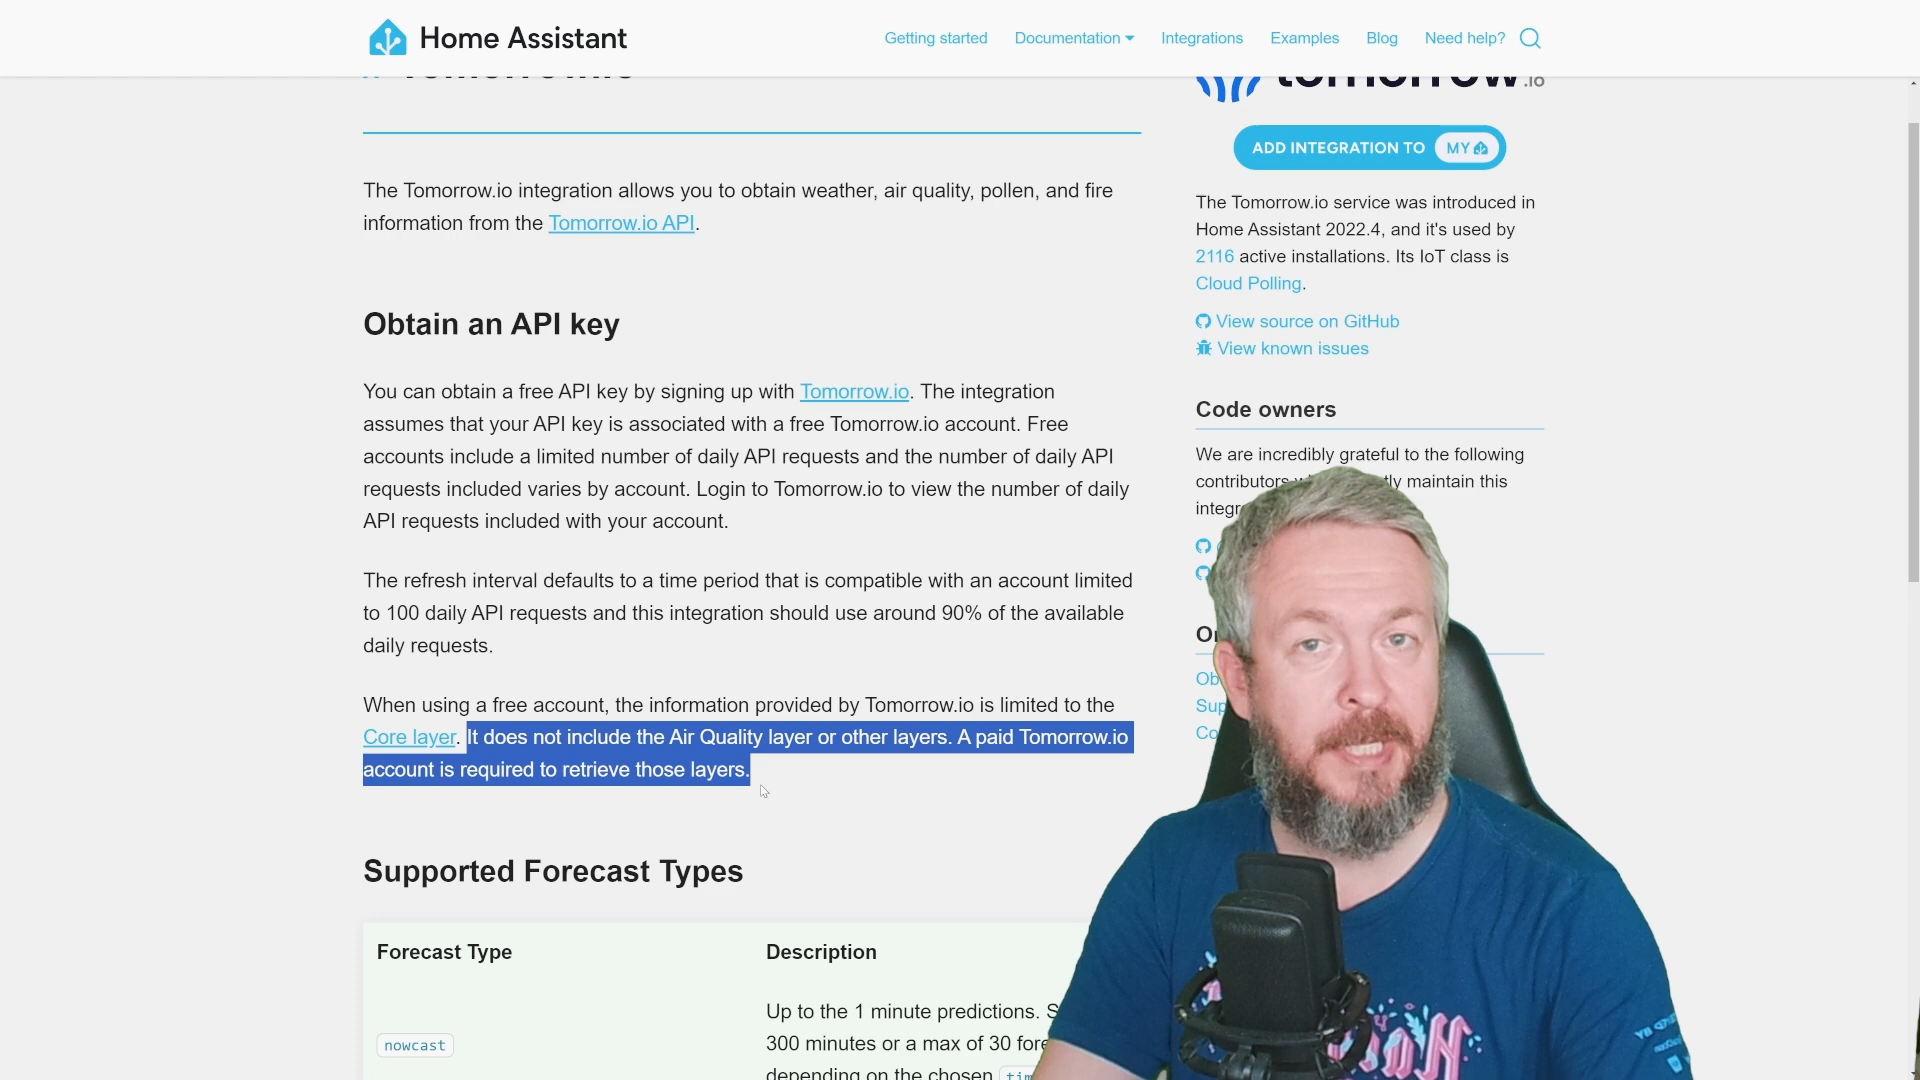 Home Assistant
Getting started
Documentation
Integrations
Examples
Blog
Need help?
tomorrow.io
ADD INTEGRATION TO MY
The Tomorrow.io integration allows you to obtain weather, air quality, pollen, and fire
information from the Tomorrow.io API.
Obtain an API key
You can obtain a free API key by signing up with Tomorrow.io. The integration
assumes that your API key is associated with a free Tomorrow.io account. Free
accounts include a limited number of daily API requests and the number of daily API
requests included varies by account. Login to Tomorrow.io to view the number of daily
API requests included with your account.
The refresh interval defaults to a time period that is compatible with an account limited
to 100 daily API requests and this integration should use around 90% of the available
daily requests.
When using a free account, the information provided by Tomorrow.io is limited to the
Core layer. It does not include the Air Quality layer or other layers. A paid Tomorrow.io
account is required to retrieve those layers.
Supported Forecast Types
Forecast Type
Description
nowcast
Up to the 1 minute predictions.
300 minutes or a max of 30
depending on the chosen
The Tomorrow.io service was introduced in
Home Assistant 2022.4, and it's used by
2116 active installations. Its IoT class is
Cloud Polling.
View source on GitHub
View known issues
Code owners
We are incredibly grateful to the following
contributors maintain this